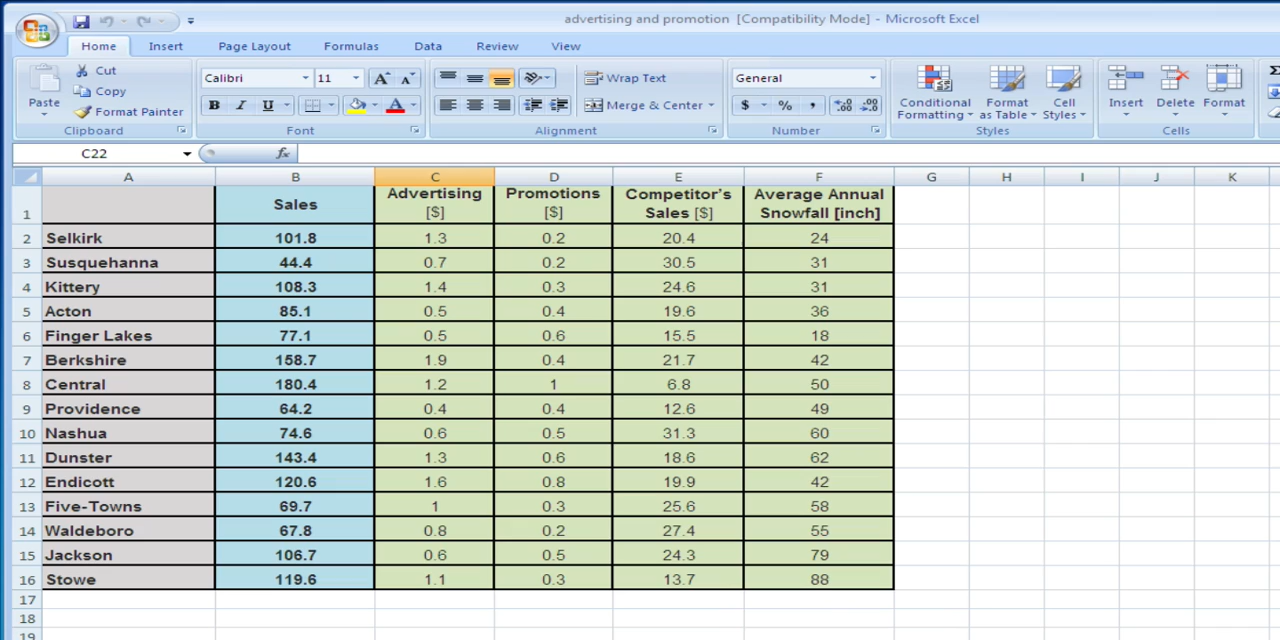 advertising and promotion [Compatibility Mode] - Microsoft Excel
Home Insert Page Layout Formulas Data Review View
Paste Cut Copy Format Painter Clipboard
Calibri 11 A A B I U A Font
Wrap Text Merge & Center Alignment
General $ % , .0 .00 .00 .0 Number
Conditional Formatting Format as Table Cell Styles Styles
Insert Delete Format Cells Σ
C22 fx
A B C D E F G H I J K
1 Sales Advertising [$] Promotions [$] Competitor's Sales [$] Average Annual Snowfall [inch]
2 Selkirk 101.8 1.3 0.2 20.4 24
3 Susquehanna 44.4 0.7 0.2 30.5 31
4 Kittery 108.3 1.4 0.3 24.6 31
5 Acton 85.1 0.5 0.4 19.6 36
6 Finger Lakes 77.1 0.5 0.6 15.5 18
7 Berkshire 158.7 1.9 0.4 21.7 42
8 Central 180.4 1.2 1 6.8 50
9 Providence 64.2 0.4 0.4 12.6 49
10 Nashua 74.6 0.6 0.5 31.3 60
11 Dunster 143.4 1.3 0.6 18.6 62
12 Endicott 120.6 1.6 0.8 19.9 42
13 Five-Towns 69.7 1 0.3 25.6 58
14 Waldeboro 67.8 0.8 0.2 27.4 55
15 Jackson 106.7 0.6 0.5 24.3 79
16 Stowe 119.6 1.1 0.3 13.7 88
17
18
19